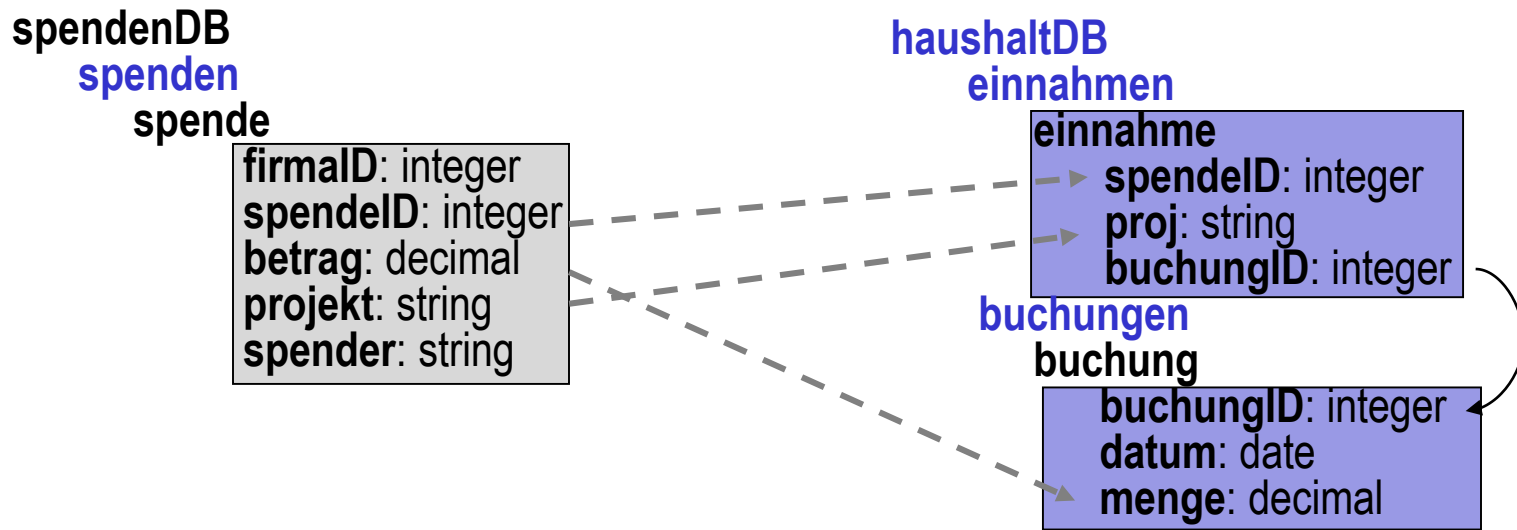 spendenDB
spenden
spende
firmaID: integer
spendeID: integer
betrag: decimal
projekt: string
spender: string
haushaltDB
einnahmen
einnahme
spendeID: integer
proj: string
buchungID: integer
buchungen
buchung
buchungID: integer
datum: date
menge: decimal